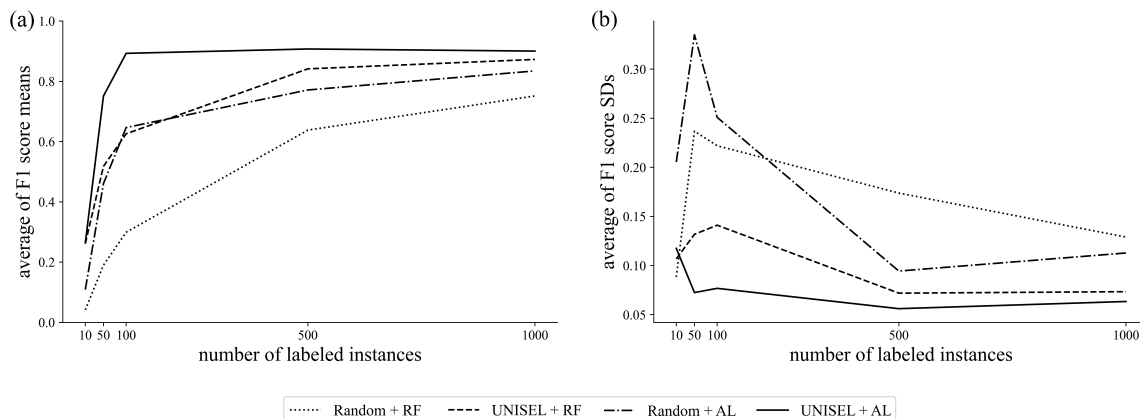 (a)
average of F1 score means
1.0
0.8
0.6
0.4
0.2
0.0
10 50 100 500 1000
number of labeled instances
(b)
average of F1 score SDs
0.30
0.25
0.20
0.15
0.10
0.05
10 50 100 500 1000
number of labeled instances
Random + RF UNISEL + RF Random + AL UNISEL + AL